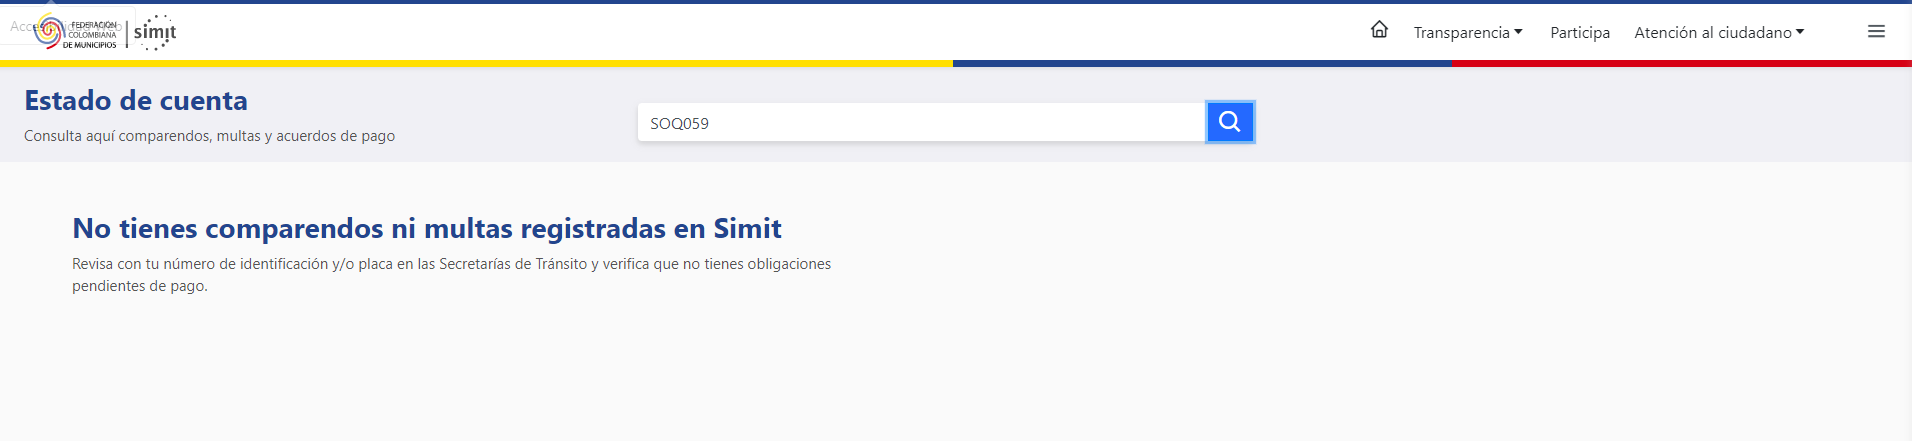 Accesibilidad Web
FEDERACIÓN
COLOMBIANA
DE MUNICIPIOS
simit
Transparencia
Participa
Atención al ciudadano
Estado de cuenta
Consulta aquí comparendos, multas y acuerdos de pago
SOQ059
No tienes comparendos ni multas registradas en Simit
Revisa con tu número de identificación y/o placa en las Secretarías de Tránsito y verifica que no tienes obligaciones
pendientes de pago.